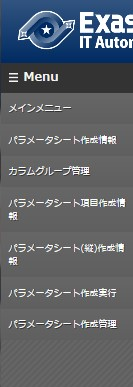 Exas
IT Autom
☰ Menu
メインメニュー
パラメータシート作成情報
カラムグループ管理
パラメータシート項目作成情
報
パラメータシート(縦)作成情
報
パラメータシート作成実行
パラメータシート作成管理